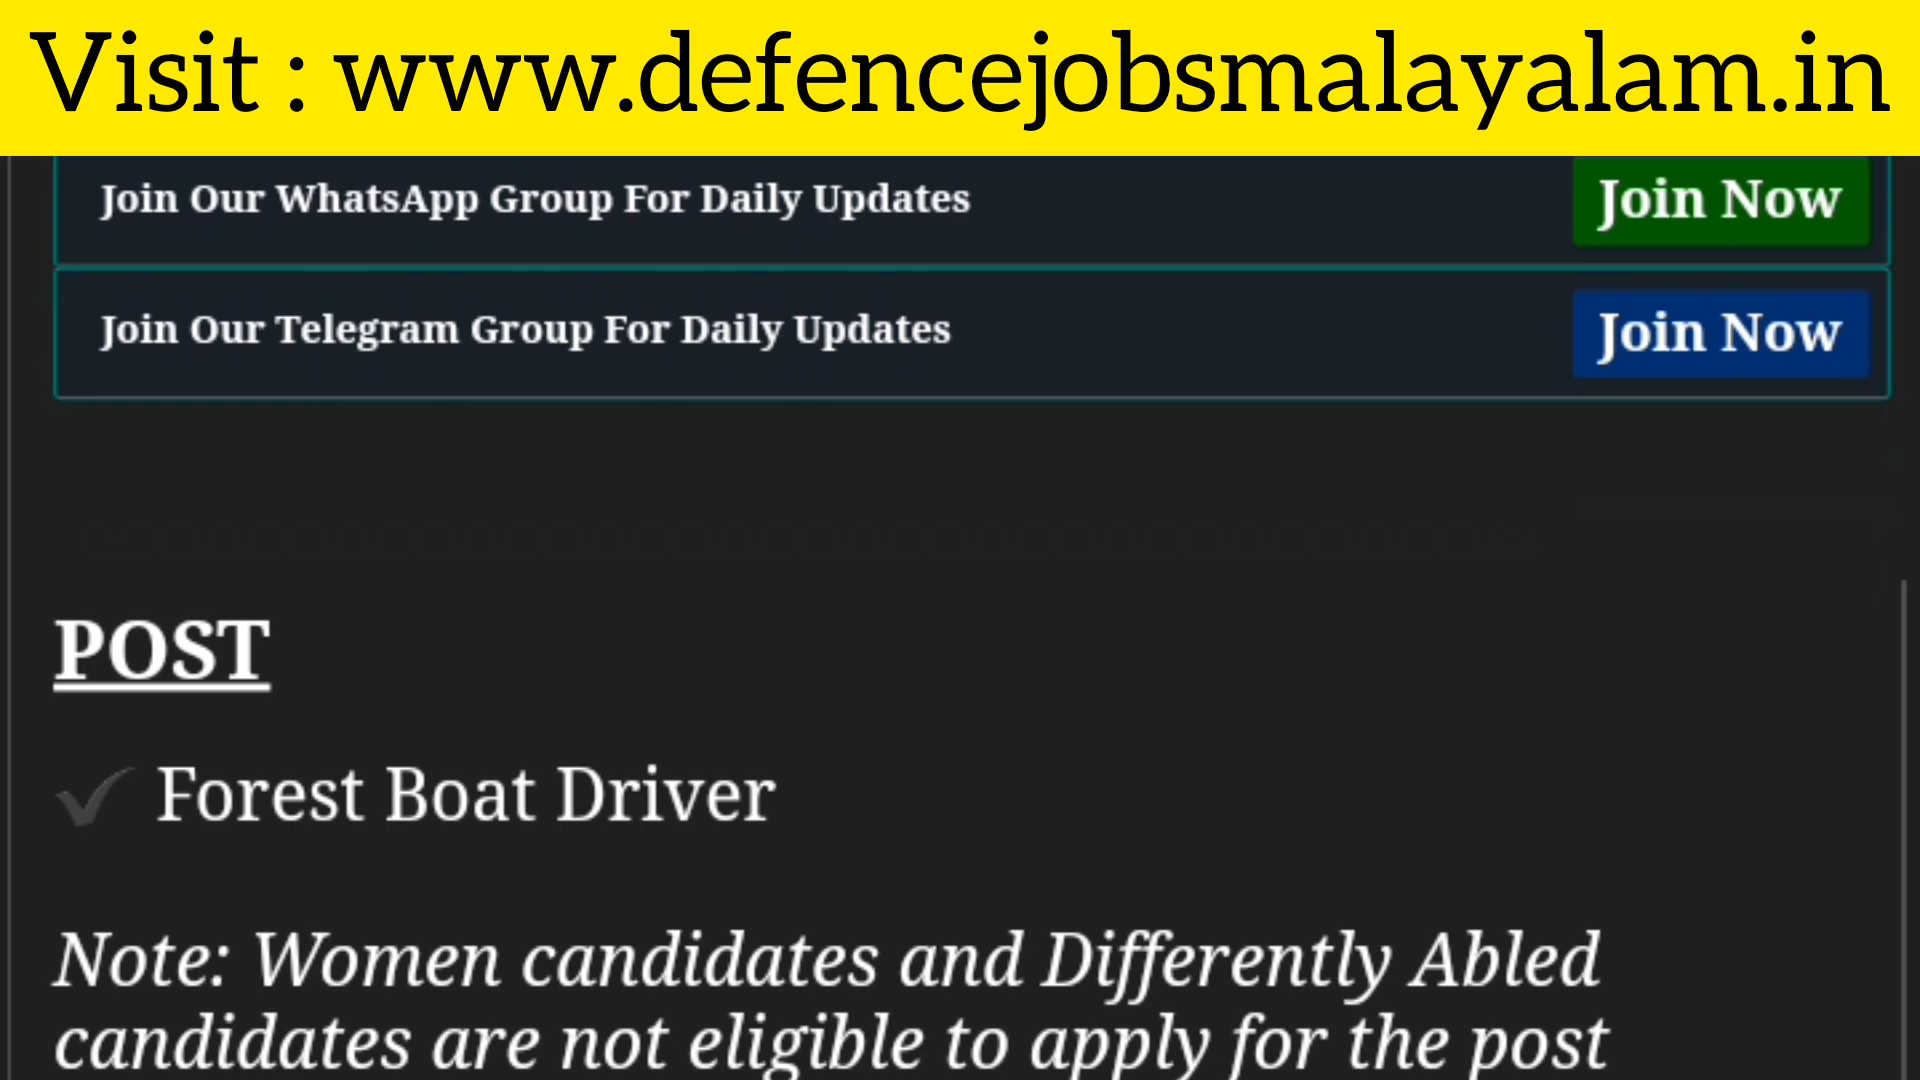 Visit : www.defencejobsmalayalam.in
Join Our WhatsApp Group For Daily Updates
Join Now
Join Our Telegram Group For Daily Updates
Join Now
POST
Forest Boat Driver
Note: Women candidates and Differently Abled
candidates are not eligible to apply for the post